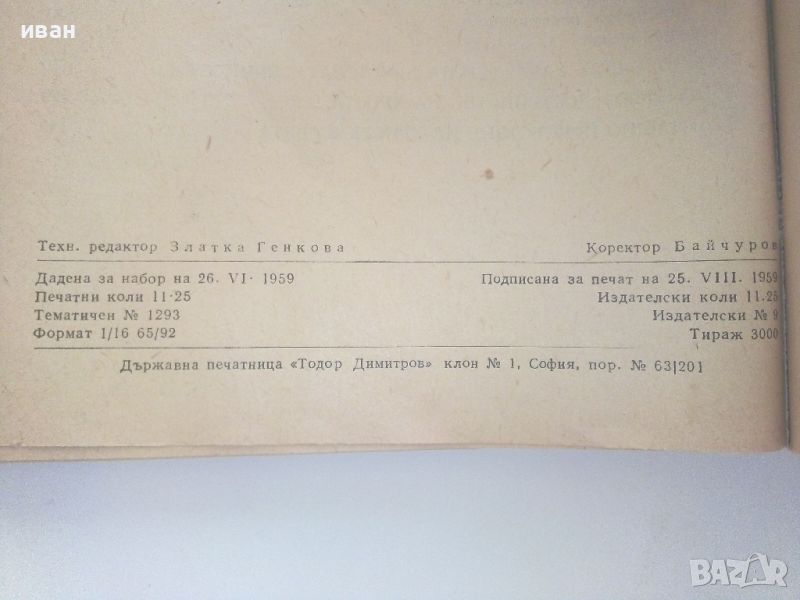 иван
Техн. редактор Златка Генкова Коректор Байчуров
Дадена за набор на 26. VI· 1959 Подписана за печат на 25. VIII. 1959
Печатни коли 11·25 Издателски коли 11.25
Тематичен № 1293 Издателски № 9
Формат 1/16 65/92 Тираж 3000
Държавна печатница «Тодор Димитров» клон № 1, София, пор. № 63|201
BAZAR